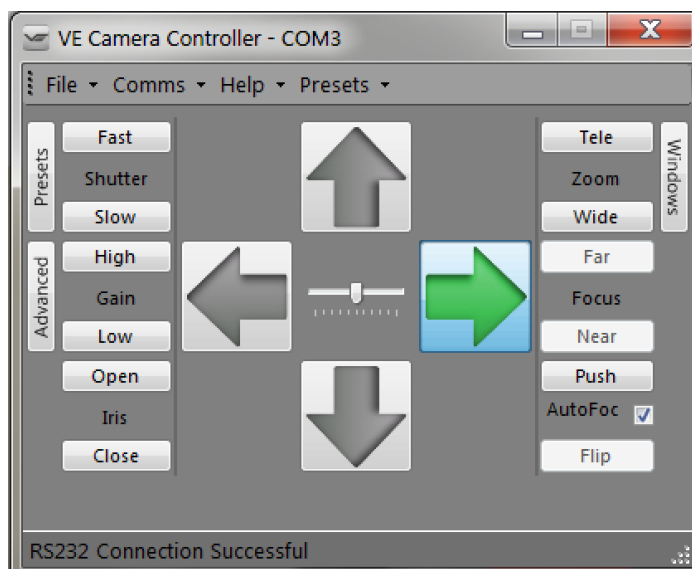 VE Camera Controller - COM3
File Comms Help Presets
Presets
Advanced
Fast
Shutter
Slow
High
Gain
Low
Open
Iris
Close
Tele
Zoom
Wide
Far
Focus
Near
Push
AutoFoc
Flip
Windows
RS232 Connection Successful